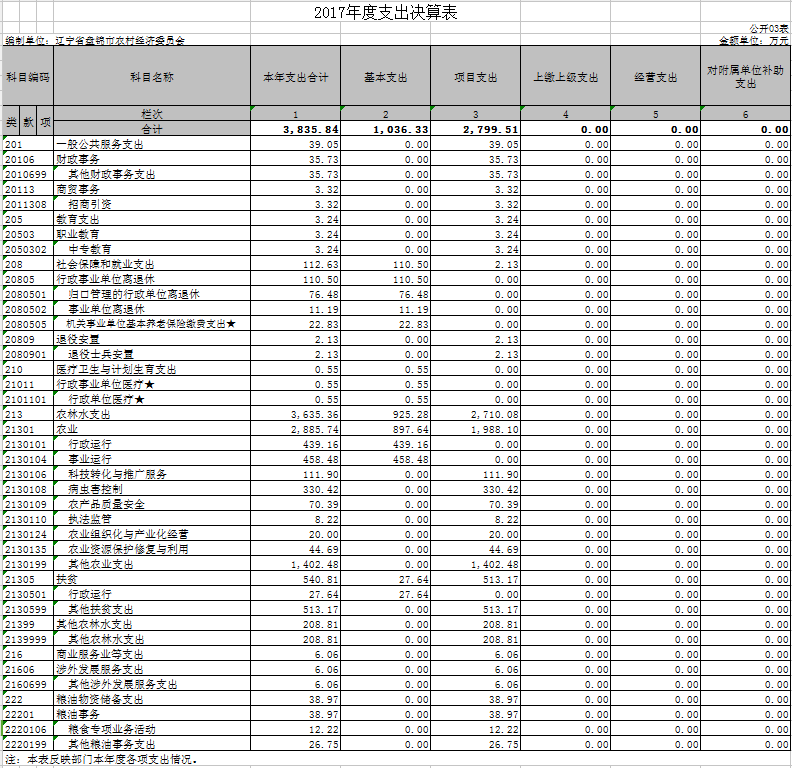 2017年度支出决算表
公开03表
编制单位：辽宁省盘锦市农村经济委员会 金额单位：万元
科目编码 科目名称 本年支出合计 基本支出 项目支出 上缴上级支出 经营支出 对附属单位补助支出
类 款 项 栏次 1 2 3 4 5 6
合计 3,835.84 1,036.33 2,799.51 0.00 0.00 0.00
201 一般公共服务支出 39.05 0.00 39.05 0.00 0.00 0.00
20106 财政事务 35.73 0.00 35.73 0.00 0.00 0.00
2010699 其他财政事务支出 35.73 0.00 35.73 0.00 0.00 0.00
20113 商贸事务 3.32 0.00 3.32 0.00 0.00 0.00
2011308 招商引资 3.32 0.00 3.32 0.00 0.00 0.00
205 教育支出 3.24 0.00 3.24 0.00 0.00 0.00
20503 职业教育 3.24 0.00 3.24 0.00 0.00 0.00
2050302 中专教育 3.24 0.00 3.24 0.00 0.00 0.00
208 社会保障和就业支出 112.63 110.50 2.13 0.00 0.00 0.00
20805 行政事业单位离退休 110.50 110.50 0.00 0.00 0.00 0.00
2080501 归口管理的行政单位离退休 76.48 76.48 0.00 0.00 0.00 0.00
2080502 事业单位离退休 11.19 11.19 0.00 0.00 0.00 0.00
2080505 机关事业单位基本养老保险缴费支出★ 22.83 22.83 0.00 0.00 0.00 0.00
20809 退役安置 2.13 0.00 2.13 0.00 0.00 0.00
2080901 退役士兵安置 2.13 0.00 2.13 0.00 0.00 0.00
210 医疗卫生与计划生育支出 0.55 0.55 0.00 0.00 0.00 0.00
21011 行政事业单位医疗★ 0.55 0.55 0.00 0.00 0.00 0.00
2101101 行政单位医疗★ 0.55 0.55 0.00 0.00 0.00 0.00
213 农林水支出 3,635.36 925.28 2,710.08 0.00 0.00 0.00
21301 农业 2,885.74 897.64 1,988.10 0.00 0.00 0.00
2130101 行政运行 439.16 439.16 0.00 0.00 0.00 0.00
2130104 事业运行 458.48 458.48 0.00 0.00 0.00 0.00
2130106 科技转化与推广服务 111.90 0.00 111.90 0.00 0.00 0.00
2130108 病虫害控制 330.42 0.00 330.42 0.00 0.00 0.00
2130109 农产品质量安全 70.39 0.00 70.39 0.00 0.00 0.00
2130110 执法监管 8.22 0.00 8.22 0.00 0.00 0.00
2130124 农业组织化与产业化经营 20.00 0.00 20.00 0.00 0.00 0.00
2130135 农业资源保护修复与利用 44.69 0.00 44.69 0.00 0.00 0.00
2130199 其他农业支出 1,402.48 0.00 1,402.48 0.00 0.00 0.00
21305 扶贫 540.81 27.64 513.17 0.00 0.00 0.00
2130501 行政运行 27.64 27.64 0.00 0.00 0.00 0.00
2130599 其他扶贫支出 513.17 0.00 513.17 0.00 0.00 0.00
21399 其他农林水支出 208.81 0.00 208.81 0.00 0.00 0.00
2139999 其他农林水支出 208.81 0.00 208.81 0.00 0.00 0.00
216 商业服务业等支出 6.06 0.00 6.06 0.00 0.00 0.00
21606 涉外发展服务支出 6.06 0.00 6.06 0.00 0.00 0.00
2160699 其他涉外发展服务支出 6.06 0.00 6.06 0.00 0.00 0.00
222 粮油物资储备支出 38.97 0.00 38.97 0.00 0.00 0.00
22201 粮油事务 38.97 0.00 38.97 0.00 0.00 0.00
2220106 粮食专项业务活动 12.22 0.00 12.22 0.00 0.00 0.00
2220199 其他粮油事务支出 26.75 0.00 26.75 0.00 0.00 0.00
注：本表反映部门本年度各项支出情况。